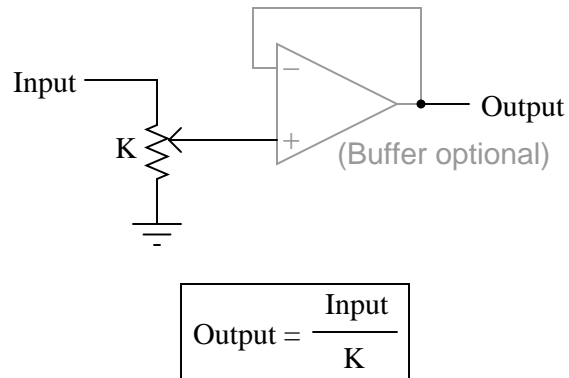 Input
K
−
+
Output
(Buffer optional)
Output = Input / K